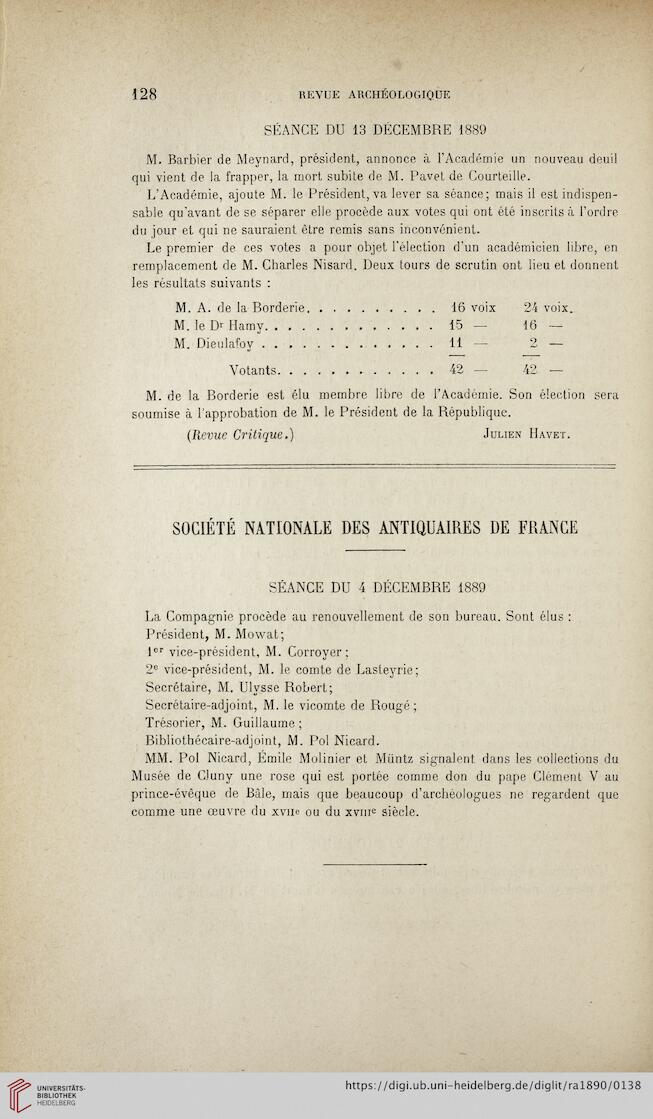 128 REVUE ARCHÉOLOGIQUE
SÉANCE DU 13 DÉCEMBRE 1889
M. Barbier de Meynard, président, annonce à l'Académie un nouveau deuil
qui vient de la frapper, la mort subite de M. Pavet de Courteille.
L'Académie, ajoute M. le Président, va lever sa séance; mais il est indispen-
sable qu'avant de se séparer elle procède aux votes qui ont été inscrits à l'ordre
du jour et qui ne sauraient être remis sans inconvénient.
Le premier de ces votes a pour objet l'élection d'un académicien libre, en
remplacement de M. Charles Nisard. Deux tours de scrutin ont lieu et donnent
les résultats suivants :
M. A. de la Borderie. . . . . . . . . . 16 voix 24 voix.
M. le Dr Hamy. . . . . . . . . . . . . 15 — 16 —
M. Dieulafoy . . . . . . . . . . . . . 11 — 2 —
Votants. . . . . . . . . . . . 42 — 42 —
M. de la Borderie est élu membre libre de l'Académie. Son élection sera
soumise à l'approbation de M. le Président de la République.
(Revue Critique.) JULIEN HAVET.
SOCIÉTÉ NATIONALE DES ANTIQUAIRES DE FRANCE
SÉANCE DU 4 DÉCEMBRE 1889
La Compagnie procède au renouvellement de son bureau. Sont élus :
Président, M. Mowat;
1er vice-président, M. Corroyer;
2e vice-président, M. le comte de Lasteyrie;
Secrétaire, M. Ulysse Robert;
Secrétaire-adjoint, M. le vicomte de Rougé;
Trésorier, M. Guillaume;
Bibliothécaire-adjoint, M. Pol Nicard.
MM. Pol Nicard, Émile Molinier et Müntz signalent dans les collections du
Musée de Cluny une rose qui est portée comme don du pape Clément V au
prince-évêque de Bâle, mais que beaucoup d'archéologues ne regardent que
comme une œuvre du XVIIe ou du XVIIIe siècle.
UNIVERSITÄTS-
BIBLIOTHEK
HEIDELBERG
https://digi.ub.uni-heidelberg.de/diglit/ra1890/0138